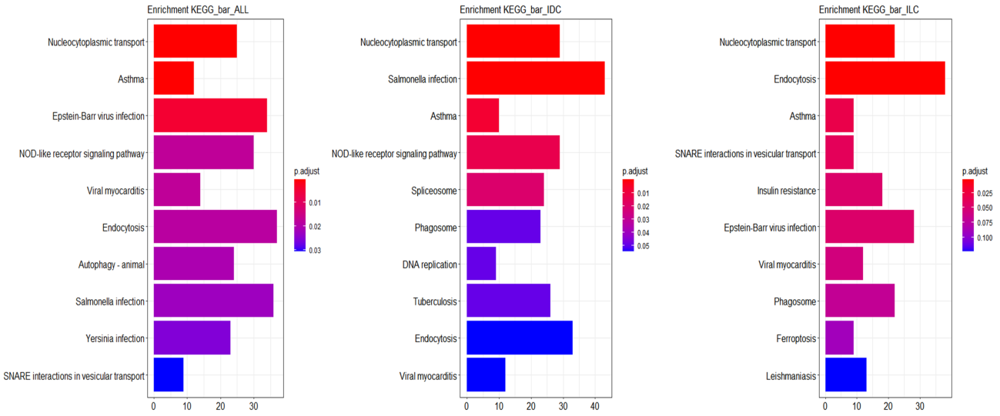 Enrichment KEGG_bar_ALL
Nucleocytoplasmic transport
Asthma
Epstein-Barr virus infection
NOD-like receptor signaling pathway
Viral myocarditis
Endocytosis
Autophagy - animal
Salmonella infection
Yersinia infection
SNARE interactions in vesicular transport
0 10 20 30
p.adjust
0.01
0.02
0.03
Enrichment KEGG_bar_IDC
Nucleocytoplasmic transport
Salmonella infection
Asthma
NOD-like receptor signaling pathway
Spliceosome
Phagosome
DNA replication
Tuberculosis
Endocytosis
Viral myocarditis
0 10 20 30 40
p.adjust
0.01
0.02
0.03
0.04
0.05
Enrichment KEGG_bar_ILC
Nucleocytoplasmic transport
Endocytosis
Asthma
SNARE interactions in vesicular transport
Insulin resistance
Epstein-Barr virus infection
Viral myocarditis
Phagosome
Ferroptosis
Leishmaniasis
0 10 20 30
p.adjust
0.025
0.050
0.075
0.100